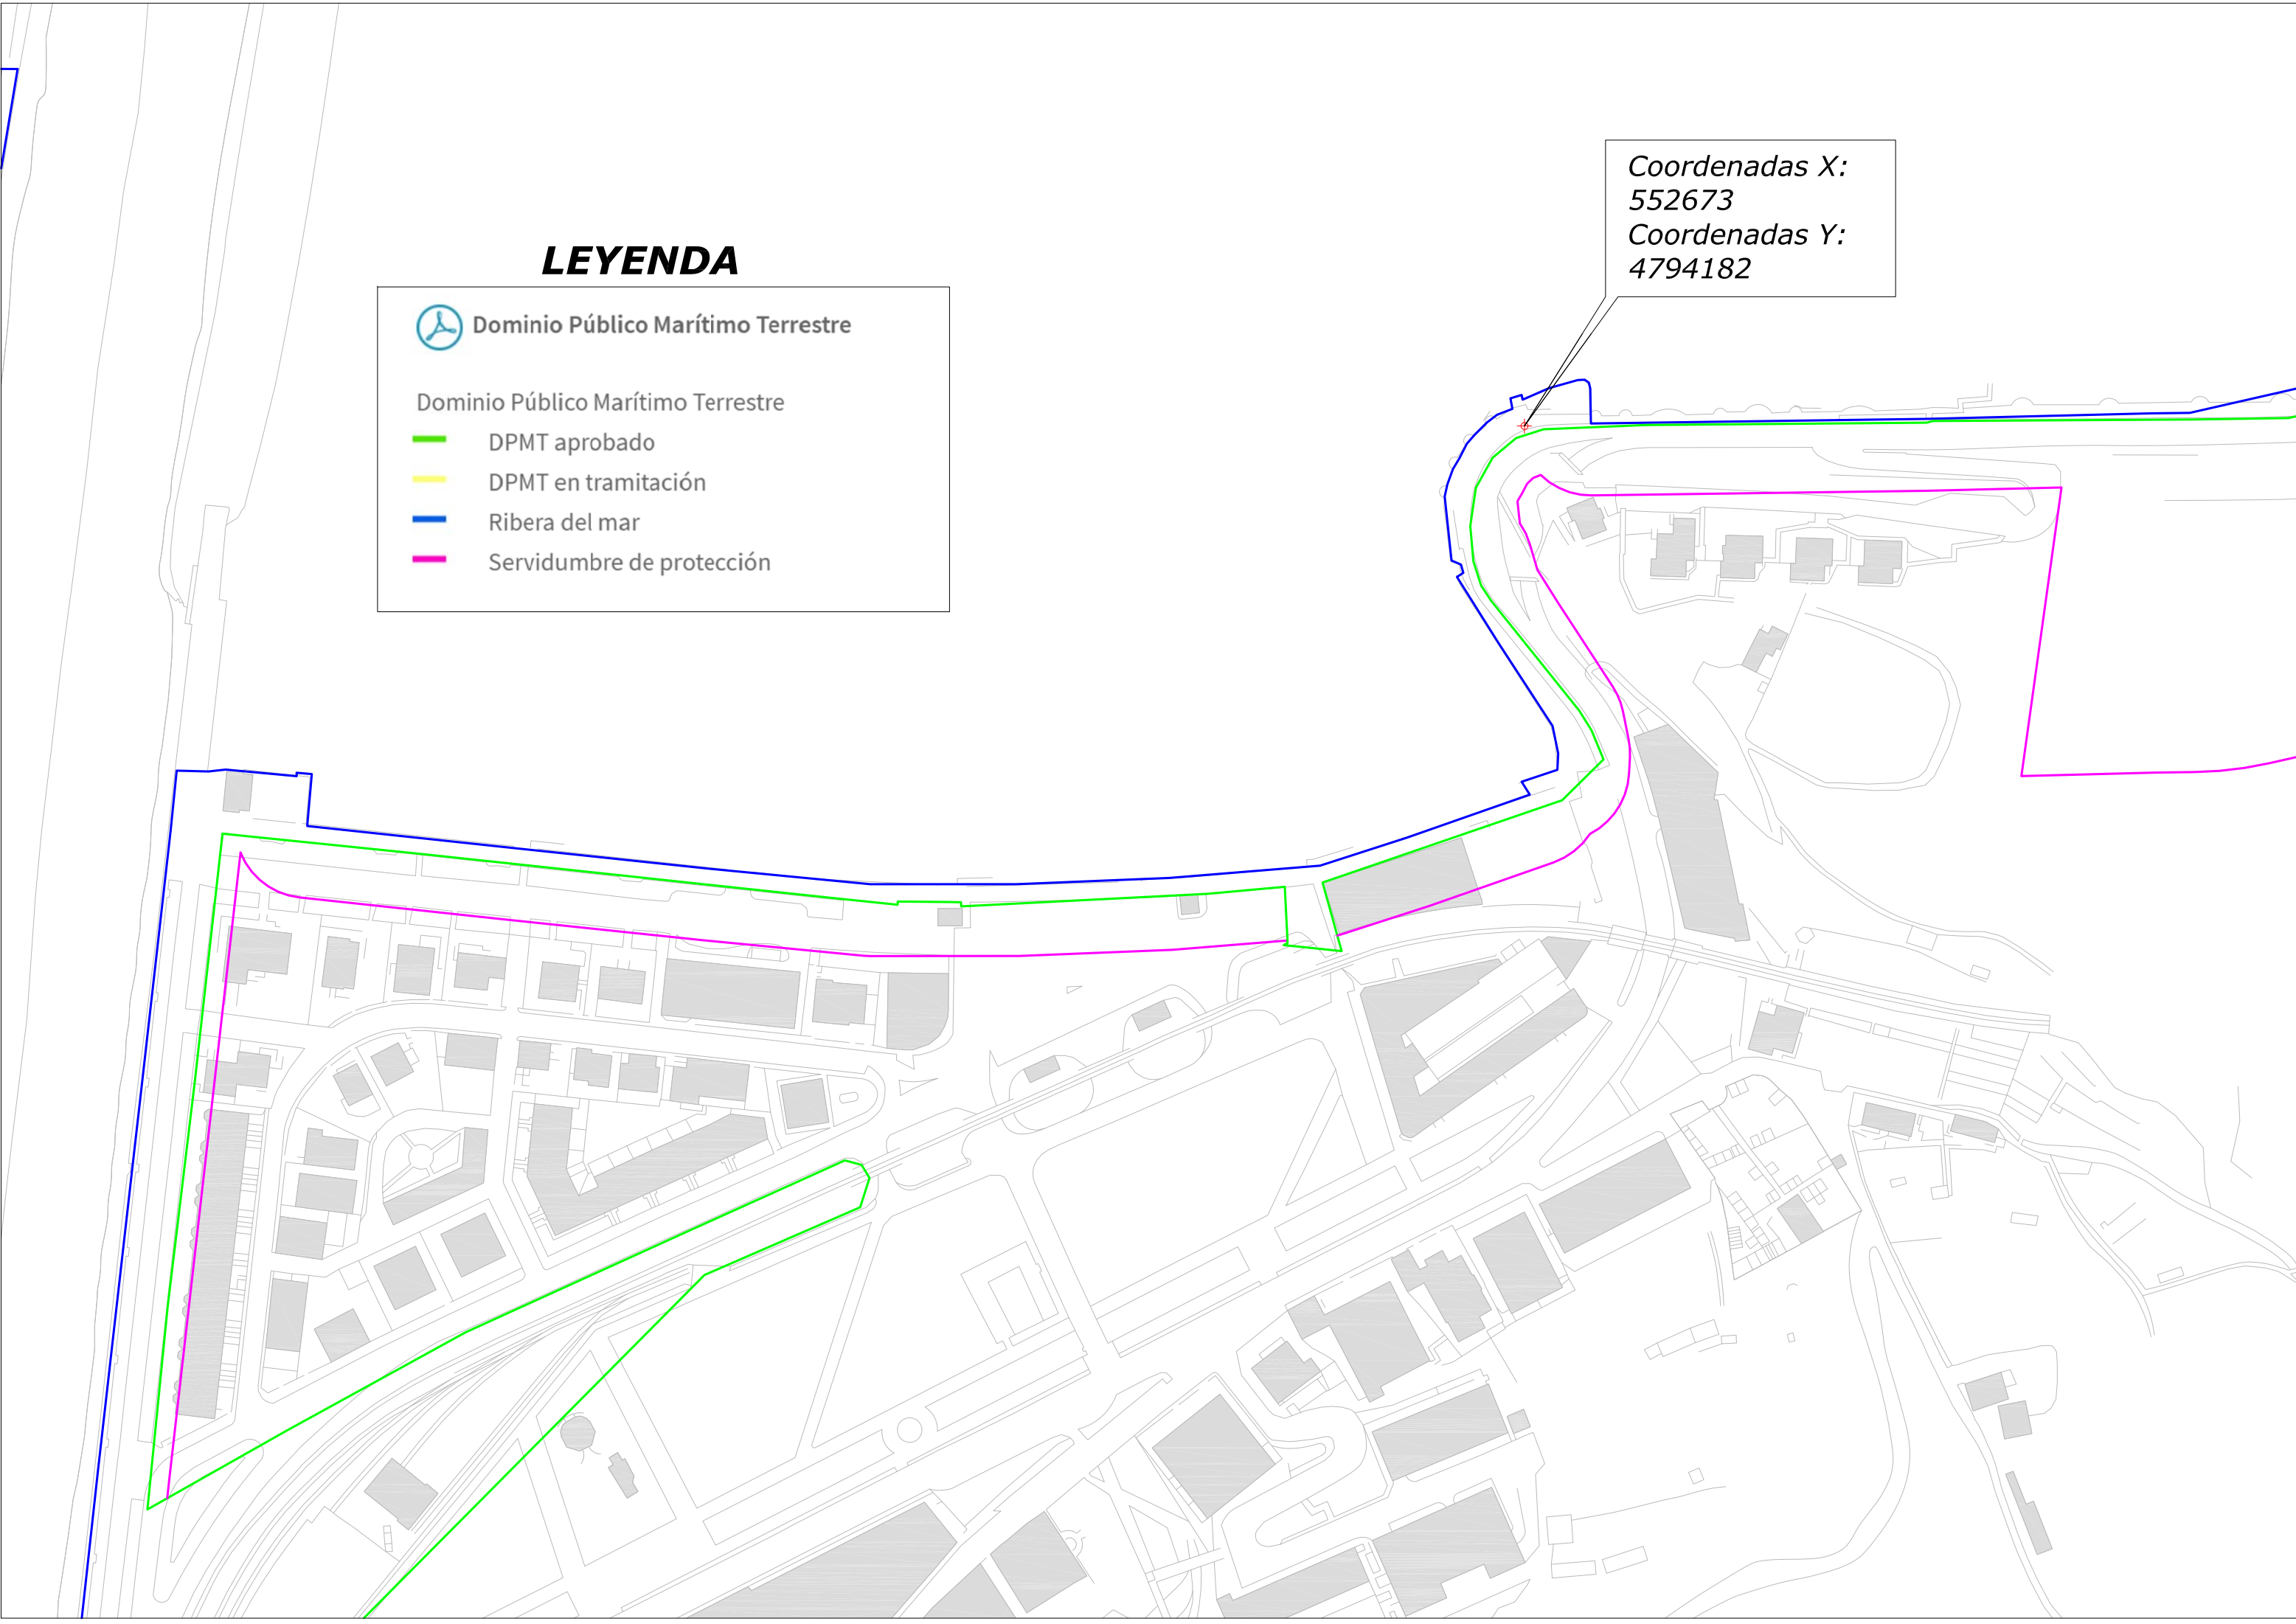 Coordenadas X:
552673
Coordenadas Y:
4794182
LEYENDA
Dominio Público Marítimo Terrestre
Dominio Público Marítimo Terrestre
DPMT aprobado
DPMT en tramitación
Ribera del mar
Servidumbre de protección